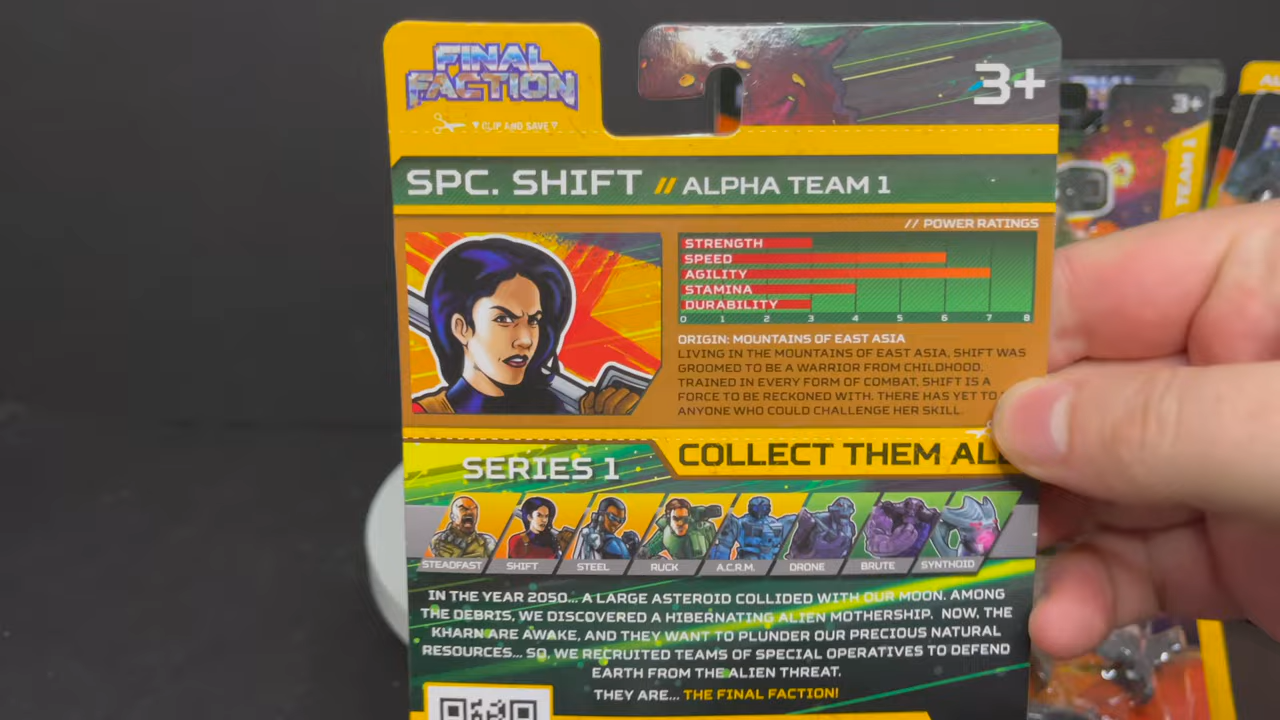 FINAL
FACTION
CLIP AND SAVE
3+
3+
SPC. SHIFT // ALPHA TEAM 1
TEAM 1
// POWER RATINGS
STRENGTH
SPEED
AGILITY
STAMINA
DURABILITY
0 1 2 3 4 5 6 7 8
ORIGIN: MOUNTAINS OF EAST ASIA
LIVING IN THE MOUNTAINS OF EAST ASIA, SHIFT WAS
GROOMED TO BE A WARRIOR FROM CHILDHOOD.
TRAINED IN EVERY FORM OF COMBAT, SHIFT IS A
FORCE TO BE RECKONED WITH. THERE HAS YET TO
ANYONE WHO COULD CHALLENGE HER SKILL.
SERIES 1
COLLECT THEM AL
STEADFAST SHIFT STEEL RUCK A.C.R.M. DRONE BRUTE SYNTHOID
IN THE YEAR 2050... A LARGE ASTEROID COLLIDED WITH OUR MOON. AMONG
THE DEBRIS, WE DISCOVERED A HIBERNATING ALIEN MOTHERSHIP. NOW, THE
KHARN ARE AWAKE, AND THEY WANT TO PLUNDER OUR PRECIOUS NATURAL
RESOURCES... SO, WE RECRUITED TEAMS OF SPECIAL OPERATIVES TO DEFEND
EARTH FROM THE ALIEN THREAT.
THEY ARE... THE FINAL FACTION!